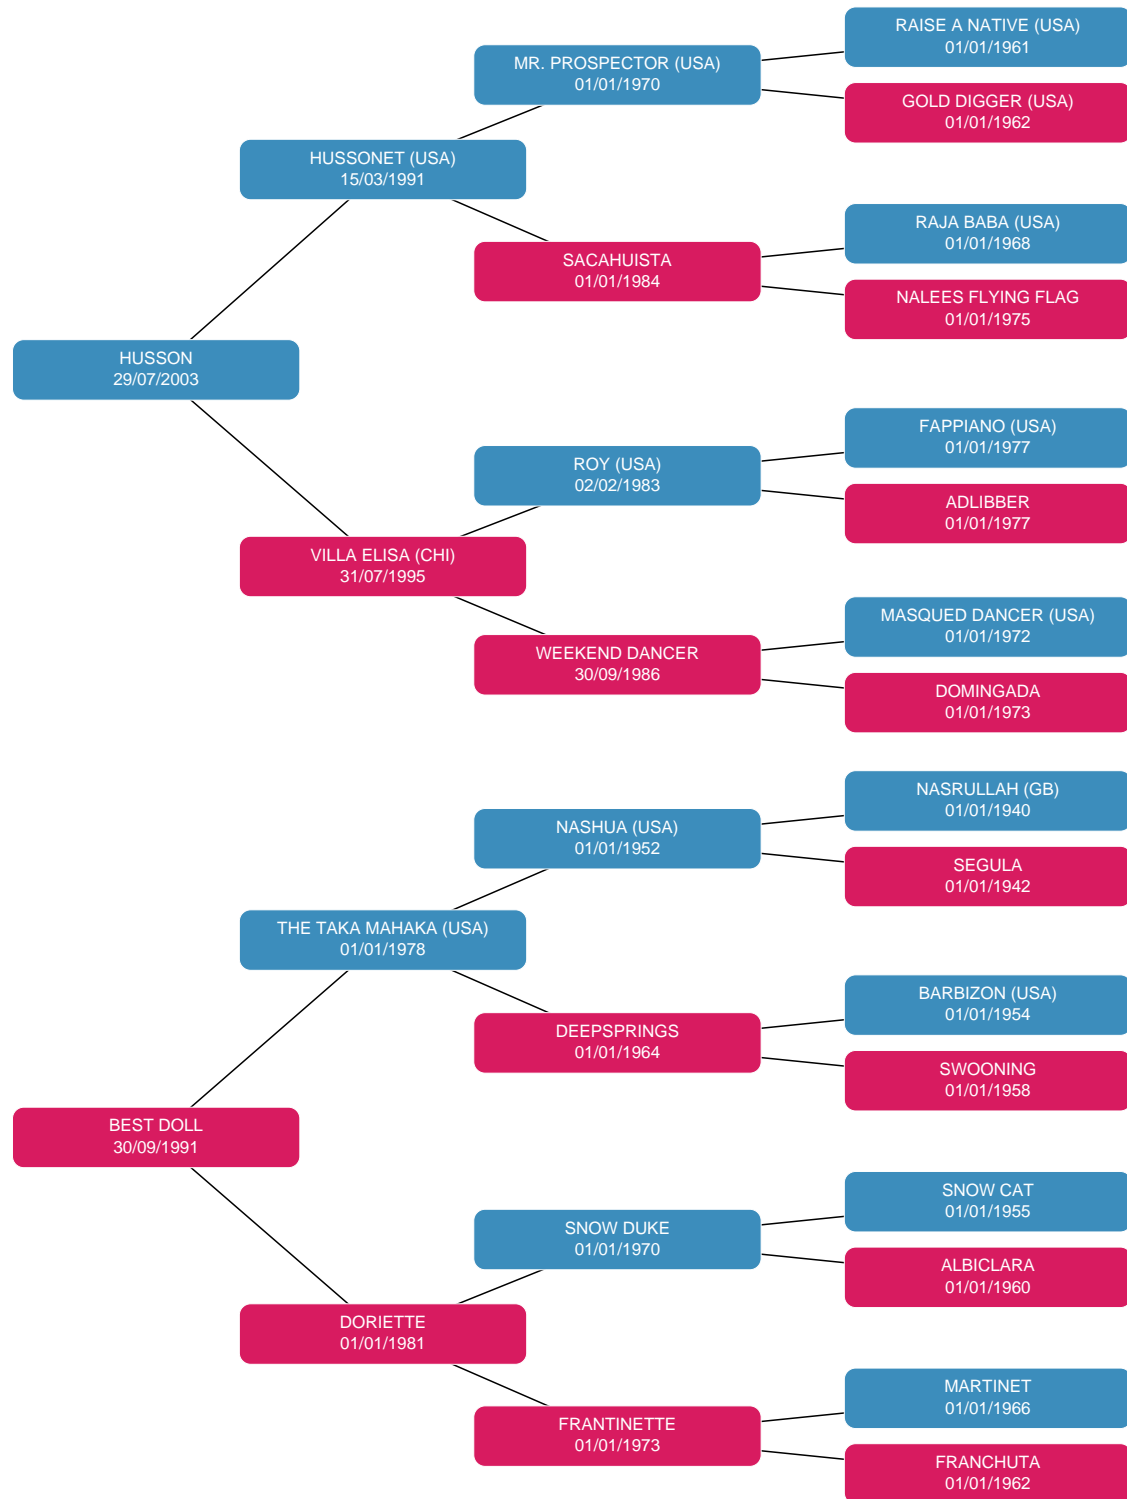 RAISE A NATIVE (USA)
01/01/1961
MR. PROSPECTOR (USA)
01/01/1970
GOLD DIGGER (USA)
01/01/1962
HUSSONET (USA)
15/03/1991
RAJA BABA (USA)
01/01/1968
SACAHUISTA
01/01/1984
NALEES FLYING FLAG
01/01/1975
HUSSON
29/07/2003
FAPPIANO (USA)
01/01/1977
ROY (USA)
02/02/1983
ADLIBBER
01/01/1977
VILLA ELISA (CHI)
31/07/1995
MASQUED DANCER (USA)
01/01/1972
WEEKEND DANCER
30/09/1986
DOMINGADA
01/01/1973
NASRULLAH (GB)
01/01/1940
NASHUA (USA)
01/01/1952
SEGULA
01/01/1942
THE TAKA MAHAKA (USA)
01/01/1978
BARBIZON (USA)
01/01/1954
DEEPSPRINGS
01/01/1964
SWOONING
01/01/1958
BEST DOLL
30/09/1991
SNOW CAT
01/01/1955
SNOW DUKE
01/01/1970
ALBICLARA
01/01/1960
DORIETTE
01/01/1981
MARTINET
01/01/1966
FRANTINETTE
01/01/1973
FRANCHUTA
01/01/1962